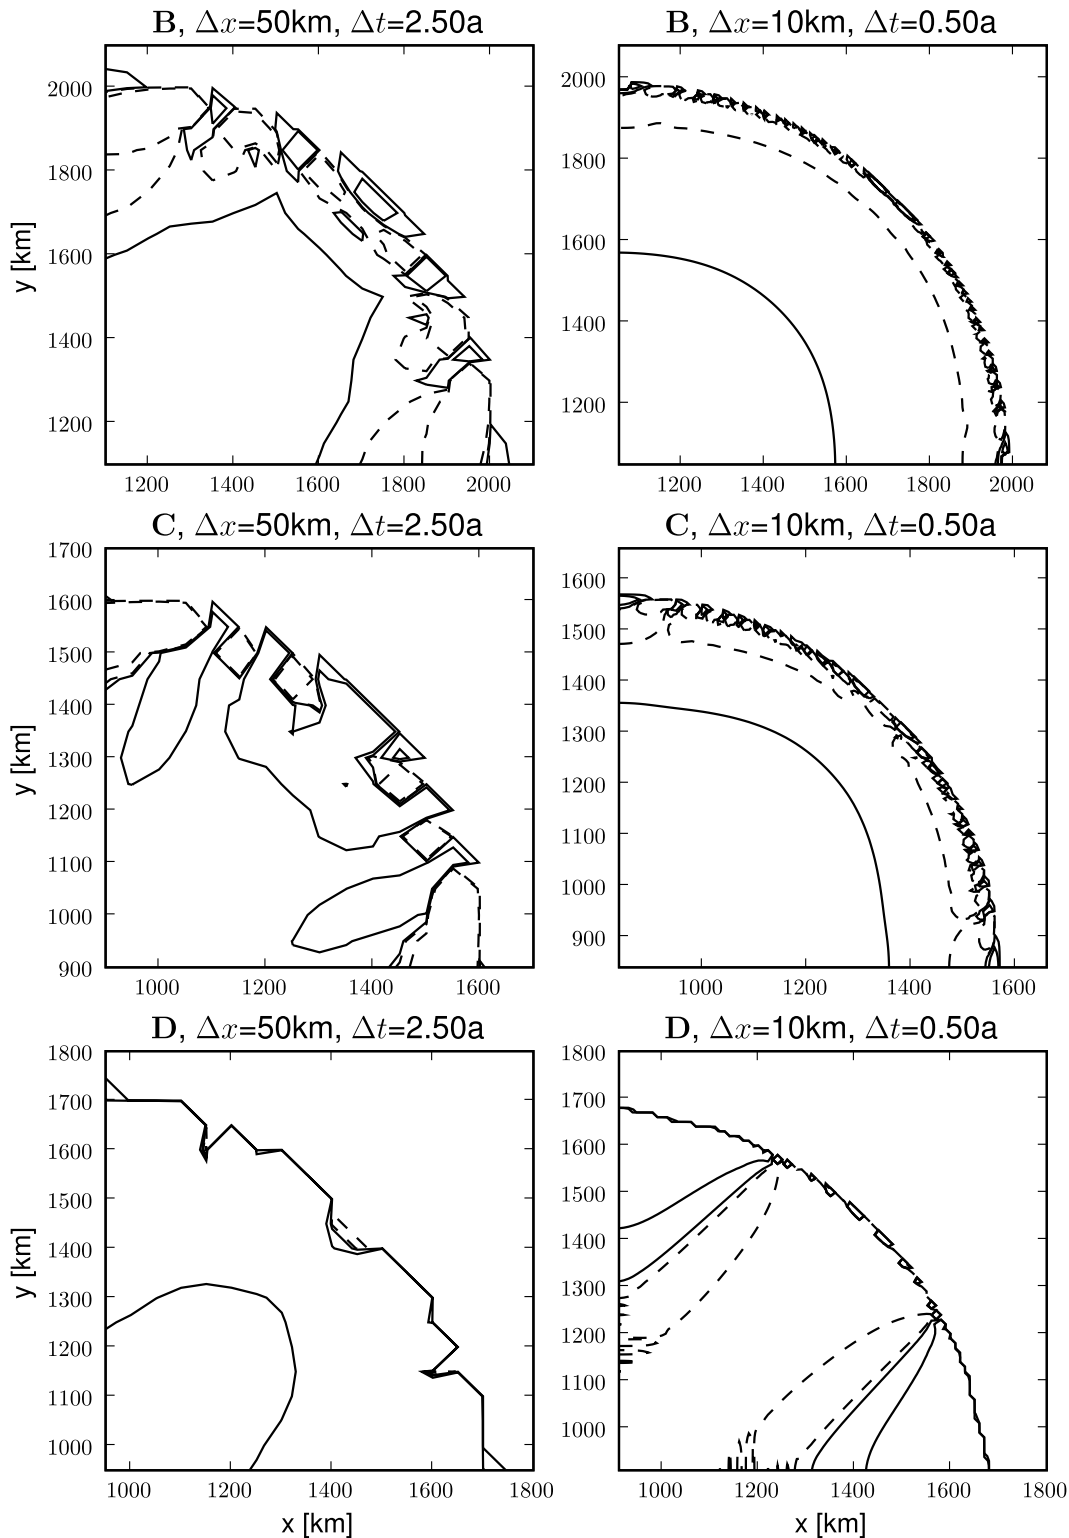 B, Δx=50km, Δt=2.50a
B, Δx=10km, Δt=0.50a
2000
1800
1600
1400
1200
y [km]
1200 1400 1600 1800 2000
2000
1800
1600
1400
1200
1200 1400 1600 1800 2000
C, Δx=50km, Δt=2.50a
C, Δx=10km, Δt=0.50a
1700
1600
1500
1400
1300
1200
1100
1000
900
y [km]
1000 1200 1400 1600
1600
1500
1400
1300
1200
1100
1000
900
1000 1200 1400 1600
D, Δx=50km, Δt=2.50a
D, Δx=10km, Δt=0.50a
1800
1700
1600
1500
1400
1300
1200
1100
1000
y [km]
1000 1200 1400 1600 1800
x [km]
1800
1700
1600
1500
1400
1300
1200
1100
1000
1000 1200 1400 1600 1800
x [km]